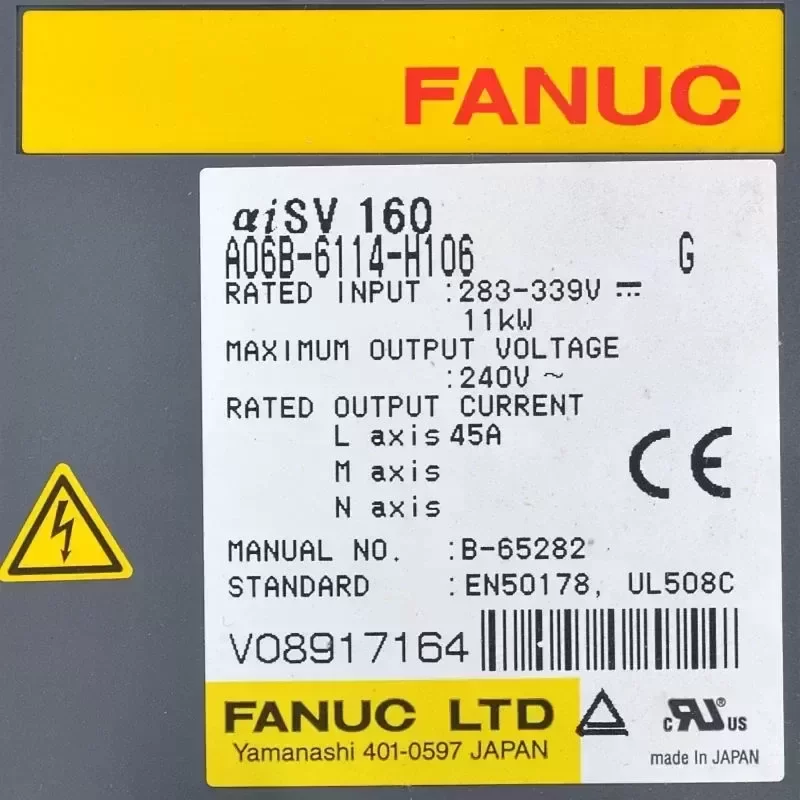 FANUC
αiSV 160
A06B-6114-H106 G
RATED INPUT :283-339V ⎓
11kW
MAXIMUM OUTPUT VOLTAGE
:240V ~
RATED OUTPUT CURRENT
L axis 45A
M axis
N axis
CE
MANUAL NO. :B-65282
STANDARD :EN50178, UL508C
V08917164
FANUC LTD
Yamanashi 401-0597 JAPAN
c RU ® US
made In JAPAN